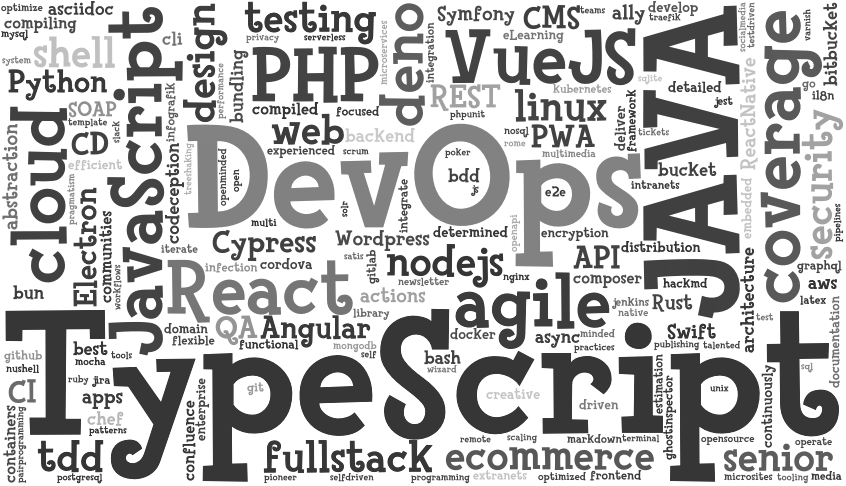 optimize
asciidoc
compiling
mysql
system
shell
Python
cli
design
performance
bundling
privacy
testing
serverless
PHP
microservices
deno
integration
Symfony
CMS
teams
eLearning
ally
develop
traefik
VueJS
sqlite
Kubernetes
JAVA
socialmedia
testdriven
coverage
varnish
bitbucket
go
i18n
detailed
jest
ReactNative
SOAP
template
CD
slack
efficient
cloud
abstraction
pragmatism
JavaScript
infografik
codeception
treeshaking
compiled
focused
web
backend
experienced
scrum
REST
phpunit
linux
nosql
rome
PWA
multimedia
deliver
framework
tickets
bucket
intranets
embedded
security
pipelines
DevOps
openminded
open
poker
bdd
js
e2e
solr
integrate
multi
determined
openapi
encryption
Electron
communities
workflows
iterate
Cypress
infection
cordova
Wordpress
satis
gitlab
nodejs
newsletter
nginx
API
distribution
composer
hackmd
graphql
aws
latex
bun
React
actions
library
agile
jenkins
native
Rust
architecture
test
documentation
domain
flexible
QA
Angular
functional
mongodb
self
docker
async
minded
practices
Swift
publishing
talented
github
nushell
best
mocha
tools
TypeScript
bash
wizard
sql
CI
ruby
jira
apps
chef
patterns
git
creative
driven
estimation
ghostinspector
unix
continuously
containers
pairprogramming
confluence
enterprise
tdd
postgresql
fullstack
pioneer
selfdriven
remote
scaling
markdown
terminal
opensource
operate
ecommerce
programming
extranets
optimized
frontend
senior
microsites
tooling
media